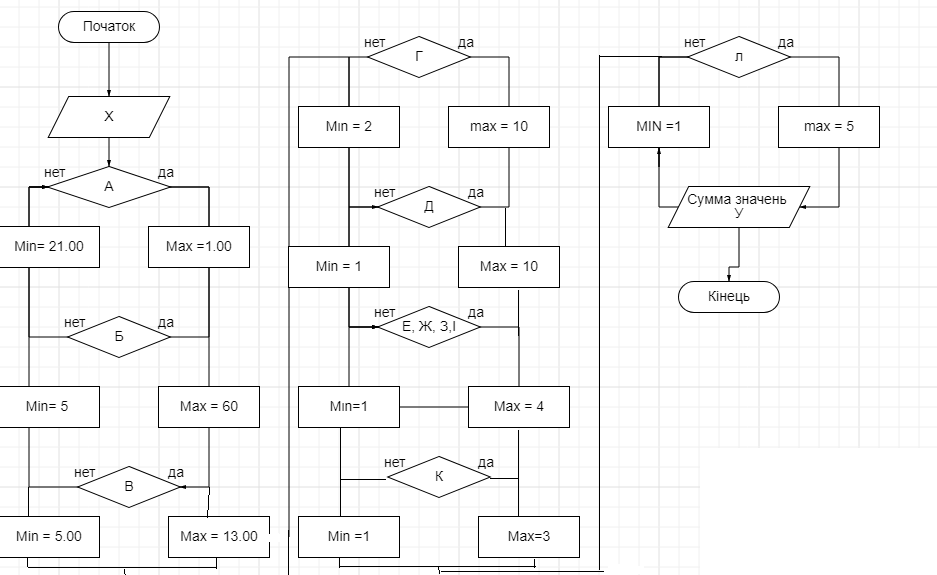 Початок
X
нет
да
А
Min= 21.00
Max =1.00
нет
да
Б
Min= 5
Max = 60
нет
да
В
Min = 5.00
Max = 13.00
нет
да
Г
Min = 2
max = 10
нет
да
Д
Min = 1
Max = 10
нет
да
Е, Ж, З,І
Min=1
Max = 4
нет
да
К
Min =1
Max=3
нет
да
л
MIN =1
max = 5
Сумма значень
У
Кінець